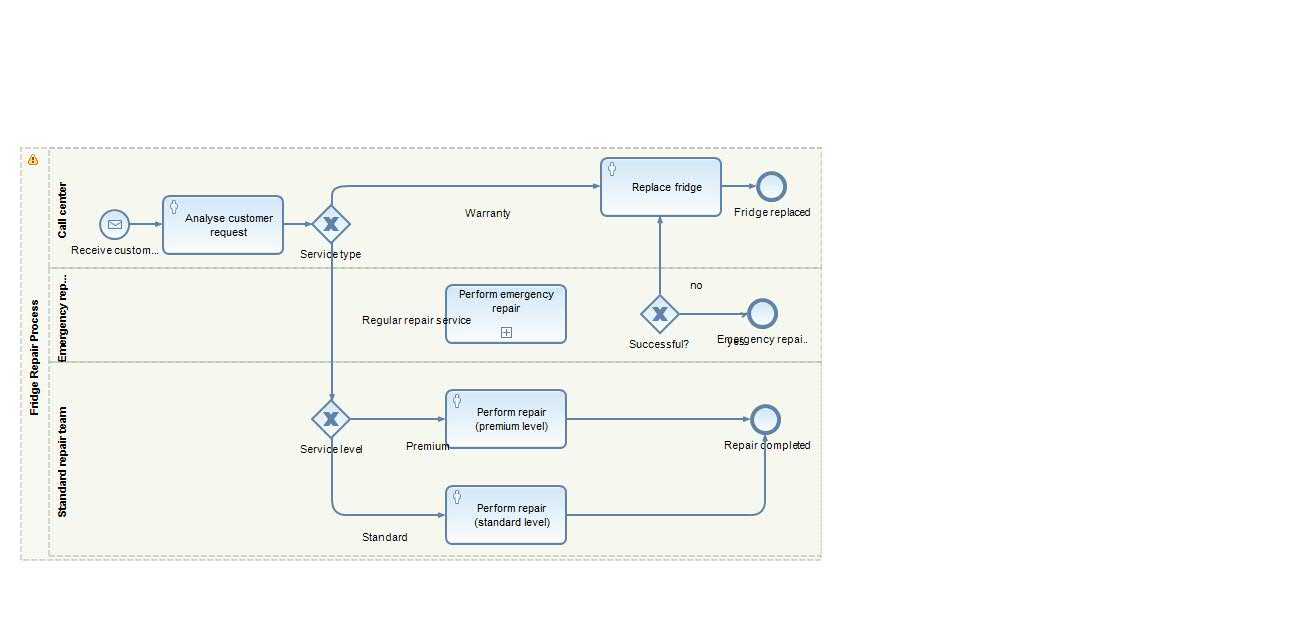 Fridge Repair Process
Call center
Receive custom...
Analyse customer
request
Service type
Warranty
Replace fridge
Fridge replaced
Emergency rep...
Regular repair service
Perform emergency
repair
no
Successful?
yes
Emergency repai..
Standard repair team
Service level
Premium
Perform repair
(premium level)
Repair completed
Standard
Perform repair
(standard level)